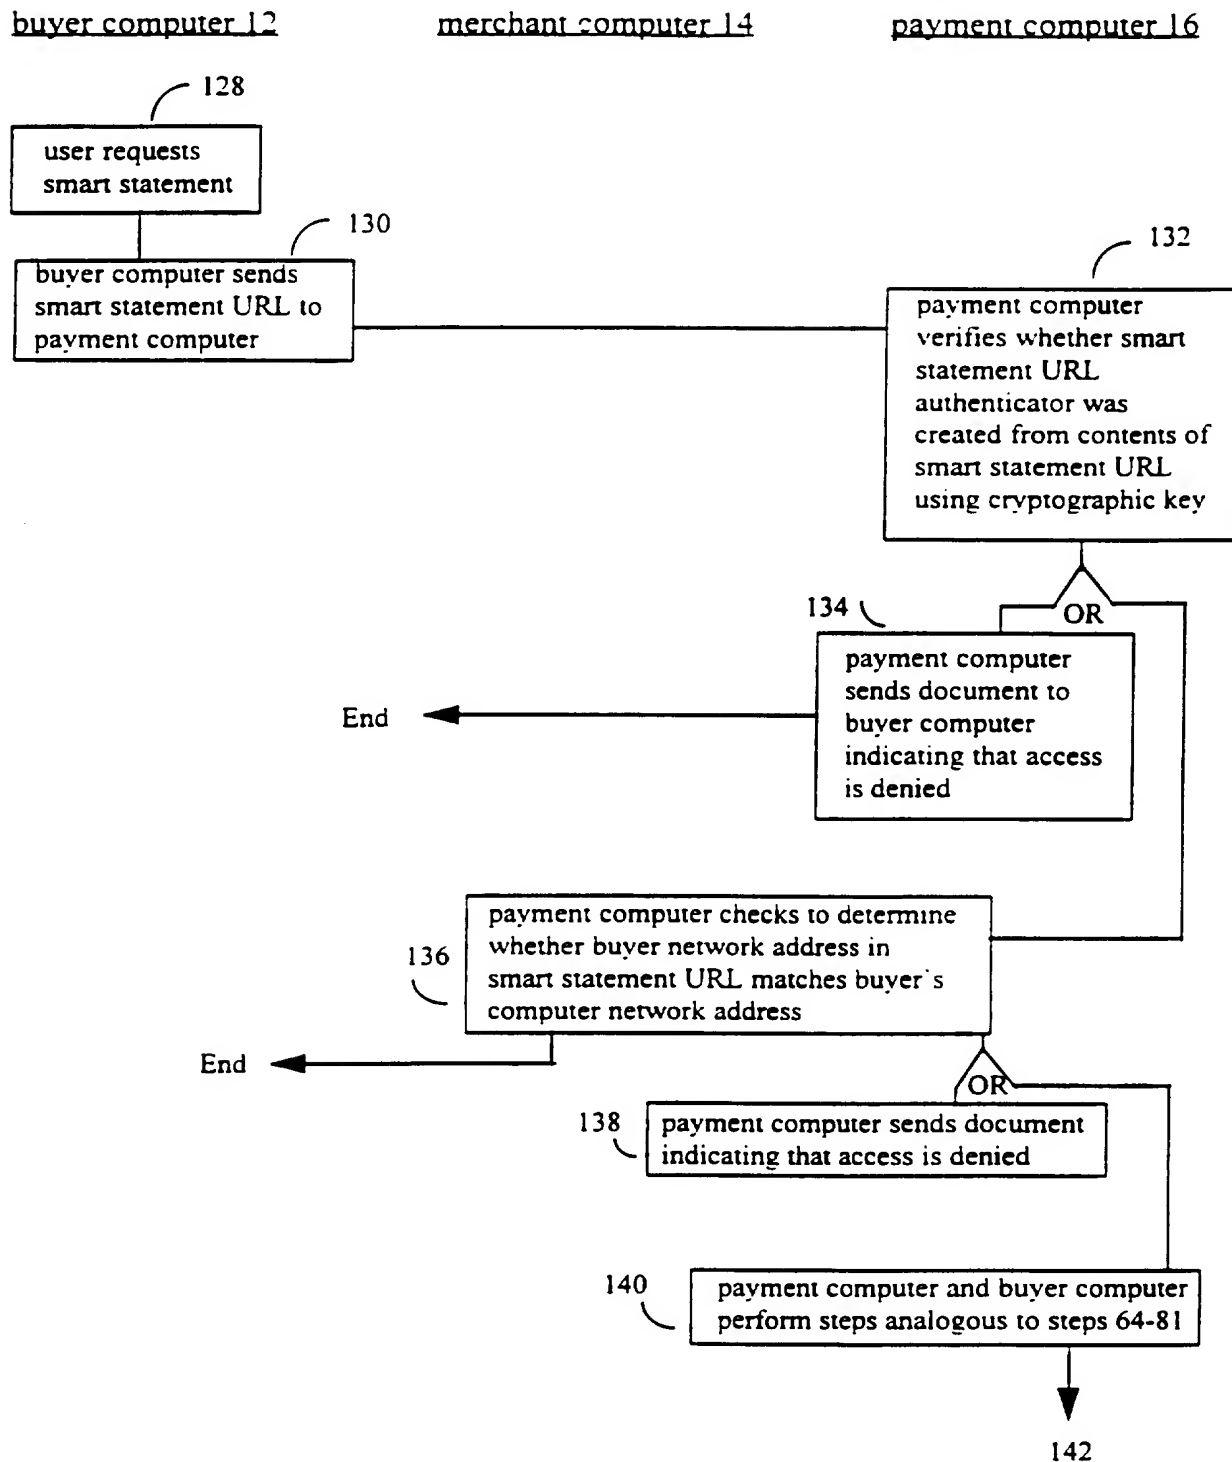 buyer computer 12
merchant computer 14
payment computer 16
128
user requests
smart statement
130
buyer computer sends
smart statement URL to
payment computer
132
payment computer
verifies whether smart
statement URL
authenticator was
created from contents of
smart statement URL
using cryptographic key
OR
134
payment computer
sends document to
buyer computer
indicating that access
is denied
End
136
payment computer checks to determine
whether buyer network address in
smart statement URL matches buyer's
computer network address
End
OR
138
payment computer sends document
indicating that access is denied
140
payment computer and buyer computer
perform steps analogous to steps 64-81
142